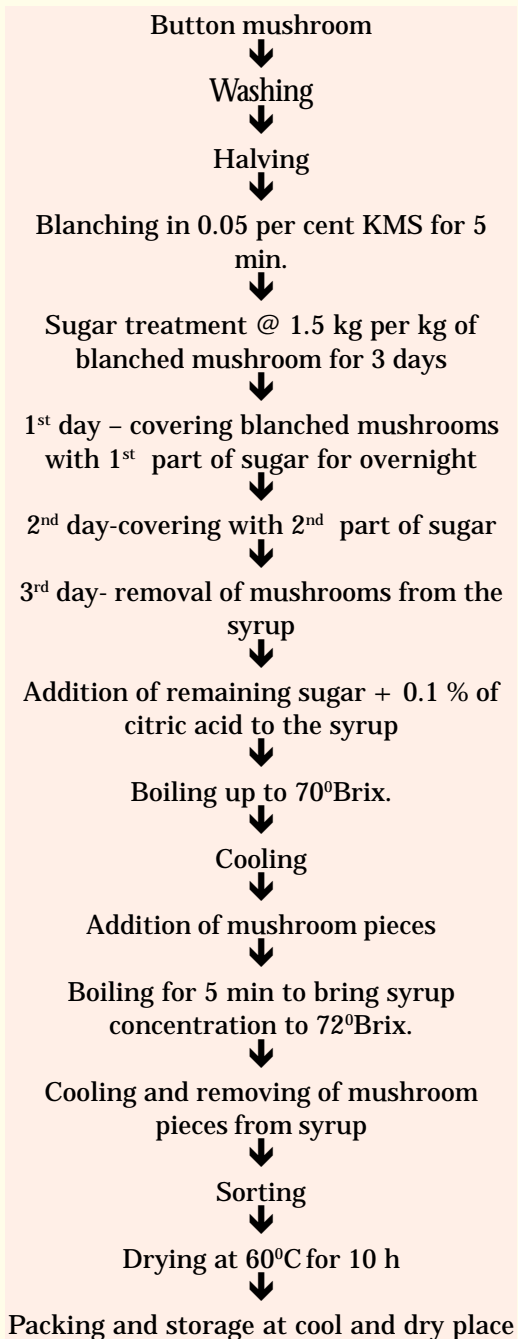 Button mushroom
Washing
Halving
Blanching in 0.05 per cent KMS for 5
min.
Sugar treatment @ 1.5 kg per kg of
blanched mushroom for 3 days
1st day – covering blanched mushrooms
with 1st part of sugar for overnight
2nd day-covering with 2nd part of sugar
3rd day- removal of mushrooms from the
syrup
Addition of remaining sugar + 0.1 % of
citric acid to the syrup
Boiling up to 70⁰Brix.
Cooling
Addition of mushroom pieces
Boiling for 5 min to bring syrup
concentration to 72⁰Brix.
Cooling and removing of mushroom
pieces from syrup
Sorting
Drying at 60⁰C for 10 h
Packing and storage at cool and dry place